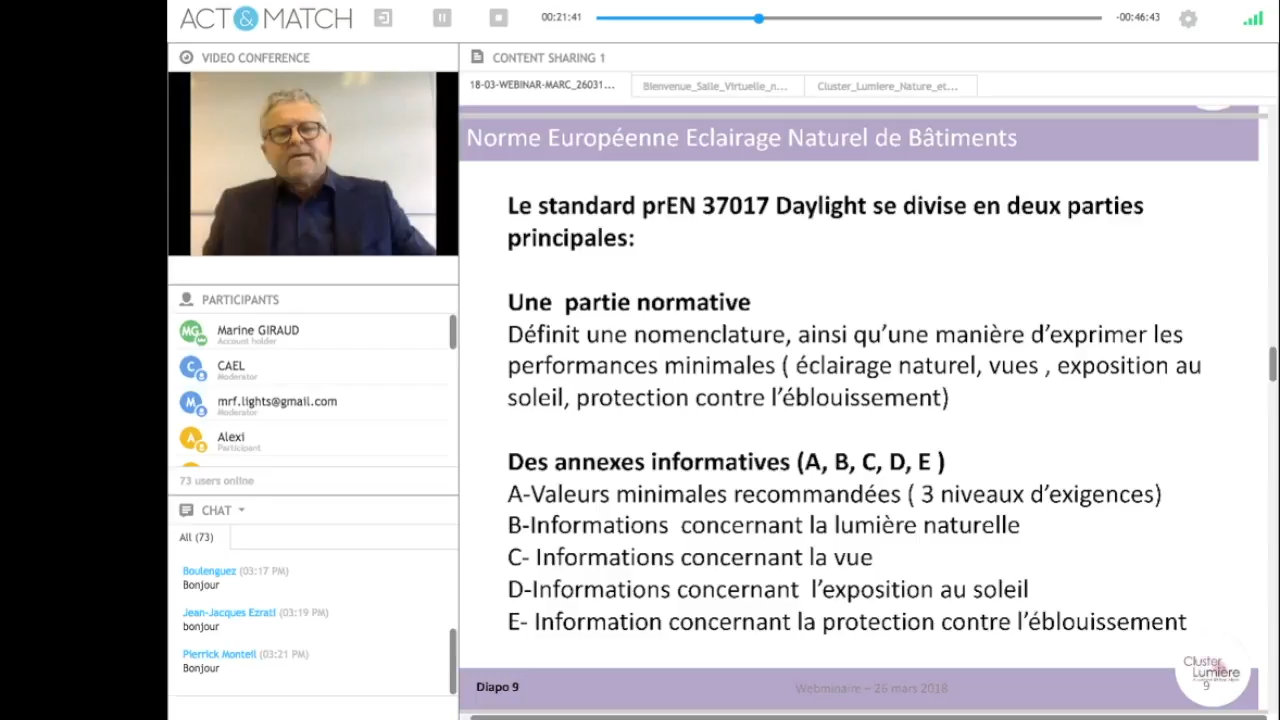 ACT & MATCH
00:21:41
-00:46:43
VIDEO CONFERENCE
CONTENT SHARING 1
18-03-WEBINAR-MARC_26031...
Bienvenue_Salle_Virtuelle_n...
Cluster_Lumiere_Nature_et...
Norme Européenne Eclairage Naturel de Bâtiments
Le standard prEN 37017 Daylight se divise en deux parties
principales:
Une partie normative
Définit une nomenclature, ainsi qu’une manière d’exprimer les
performances minimales ( éclairage naturel, vues , exposition au
soleil, protection contre l’éblouissement)
Des annexes informatives (A, B, C, D, E )
A-Valeurs minimales recommandées ( 3 niveaux d’exigences)
B-Informations concernant la lumière naturelle
C- Informations concernant la vue
D-Informations concernant l’exposition au soleil
E- Information concernant la protection contre l’éblouissement
Diapo 9
Webminaire – 26 mars 2018
Cluster
Lumière
9
PARTICIPANTS
MG
Marine GIRAUD
Account holder
C
CAEL
Moderator
M
mrf.lights@gmail.com
Moderator
A
Alexi
Participant
73 users online
CHAT
All (73)
Boulenguez (03:17 PM)
Bonjour
Jean-Jacques Ezrati (03:19 PM)
bonjour
Pierrick Monteil (03:21 PM)
Bonjour